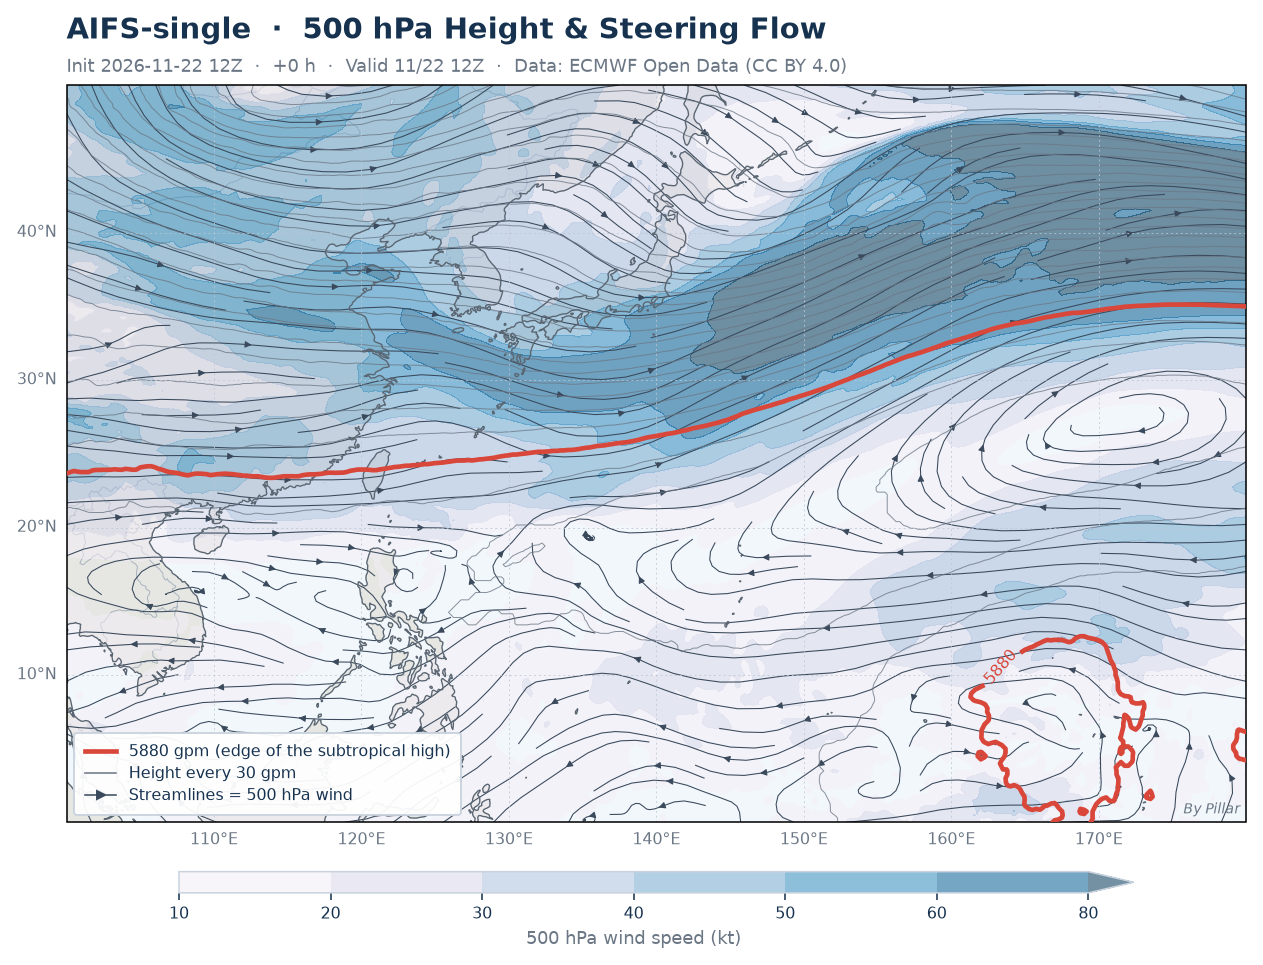 AIFS-single · 500 hPa Height & Steering Flow
Init 2026-11-22 12Z · +0 h · Valid 11/22 12Z · Data: ECMWF Open Data (CC BY 4.0)
40°N
30°N
20°N
10°N
5880
5880 gpm (edge of the subtropical high)
Height every 30 gpm
Streamlines = 500 hPa wind
By Pillar
110°E 120°E 130°E 140°E 150°E 160°E 170°E
10 20 30 40 50 60 80
500 hPa wind speed (kt)